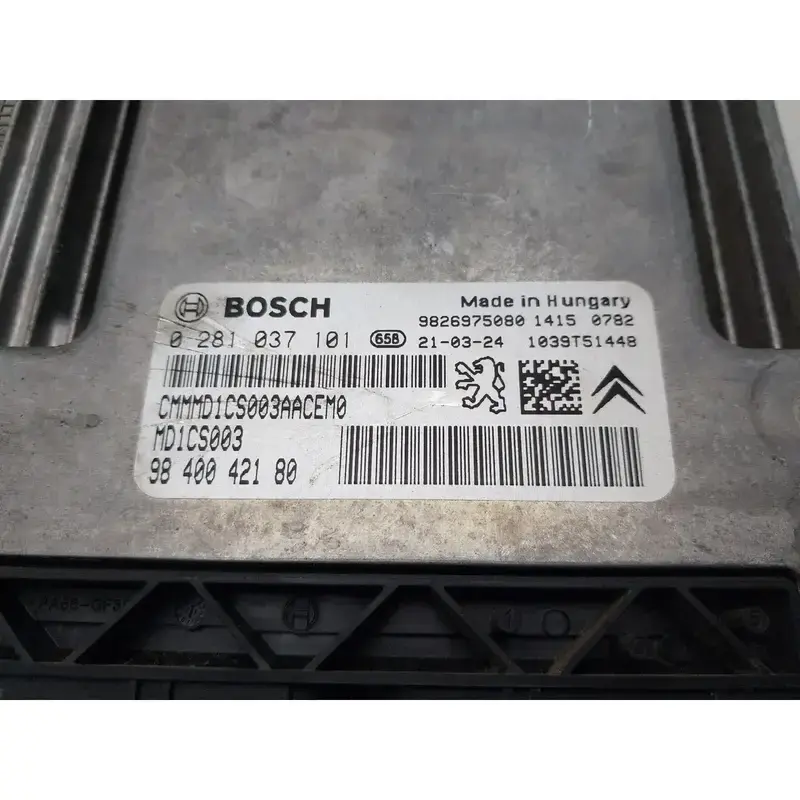 BOSCH
Made in Hungary
9826975080 1415 0782
0 281 037 101 658 21-03-24 1039T51448
CMMMD1CS003AACEM0
MD1CS003
98 400 421 80